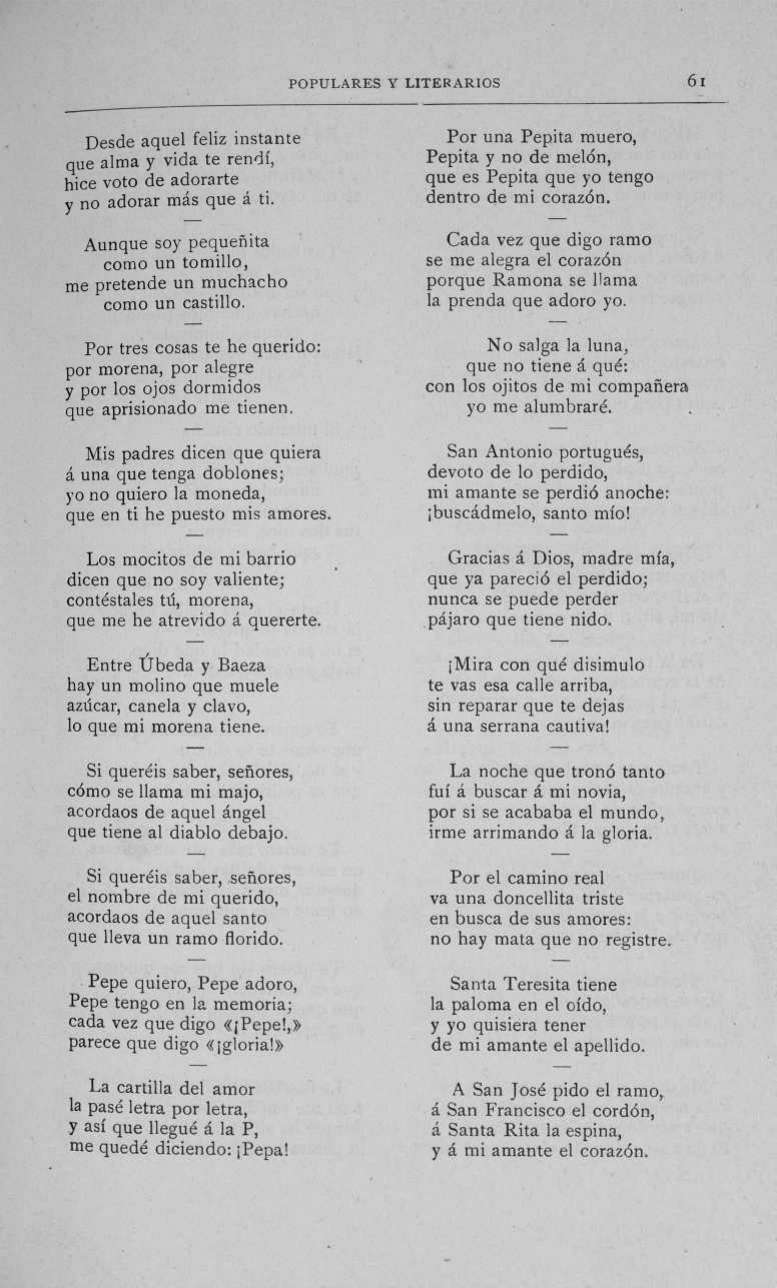 POPULARES Y LITERARIOS 61
Desde aquel feliz instante
que alma y vida te rendí,
hice voto de adorarte
y no adorar más que á ti.
Aunque soy pequeñita
como un tomillo,
me pretende un muchacho
como un castillo.
Por tres cosas te he querido:
por morena, por alegre
y por los ojos dormidos
que aprisionado me tienen.
Mis padres dicen que quiera
á una que tenga doblones;
yo no quiero la moneda,
que en ti he puesto mis amores.
Los mocitos de mi barrio
dicen que no soy valiente;
contéstales tú, morena,
que me he atrevido á quererte.
Entre Úbeda y Baeza
hay un molino que muele
azúcar, canela y clavo,
lo que mi morena tiene.
Si queréis saber, señores,
cómo se llama mi majo,
acordaos de aquel ángel
que tiene al diablo debajo.
Si queréis saber, señores,
el nombre de mi querido,
acordaos de aquel santo
que lleva un ramo florido.
Pepe quiero, Pepe adoro,
Pepe tengo en la memoria;
cada vez que digo «¡Pepe!,»
parece que digo «¡gloria!»
La cartilla del amor
la pasé letra por letra,
y así que llegué á la P,
me quedé diciendo: ¡Pepa!
Por una Pepita muero,
Pepita y no de melón,
que es Pepita que yo tengo
dentro de mi corazón.
Cada vez que digo ramo
se me alegra el corazón
porque Ramona se llama
la prenda que adoro yo.
No salga la luna,
que no tiene á qué:
con los ojitos de mi compañera
yo me alumbraré.
San Antonio portugués,
devoto de lo perdido,
mi amante se perdió anoche:
¡buscádmelo, santo mío!
Gracias á Dios, madre mía,
que ya pareció el perdido;
nunca se puede perder
pájaro que tiene nido.
¡Mira con qué disimulo
te vas esa calle arriba,
sin reparar que te dejas
á una serrana cautiva!
La noche que tronó tanto
fuí á buscar á mi novia,
por si se acababa el mundo,
irme arrimando á la gloria.
Por el camino real
va una doncellita triste
en busca de sus amores:
no hay mata que no registre.
Santa Teresita tiene
la paloma en el oído,
y yo quisiera tener
de mi amante el apellido.
A San José pido el ramo,
á San Francisco el cordón,
á Santa Rita la espina,
y á mi amante el corazón.